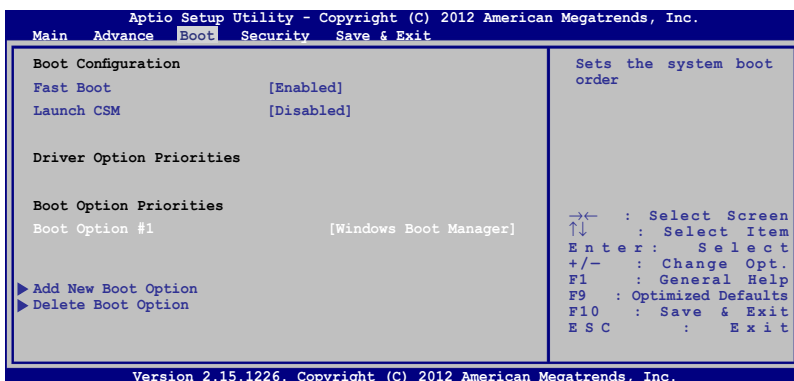 Aptio Setup Utility - Copyright (C) 2012 American Megatrends, Inc.
Main Advance Boot Security Save & Exit
Boot Configuration
Fast Boot [Enabled]
Launch CSM [Disabled]
Driver Option Priorities
Boot Option Priorities
Boot Option #1 [Windows Boot Manager]
Add New Boot Option
Delete Boot Option
Sets the system boot
order
→← : Select Screen
↑↓ : Select Item
Enter: Select
+/— : Change Opt.
F1 : General Help
F9 : Optimized Defaults
F10 : Save & Exit
ESC : Exit
Version 2.15.1226. Copyright (C) 2012 American Megatrends, Inc.